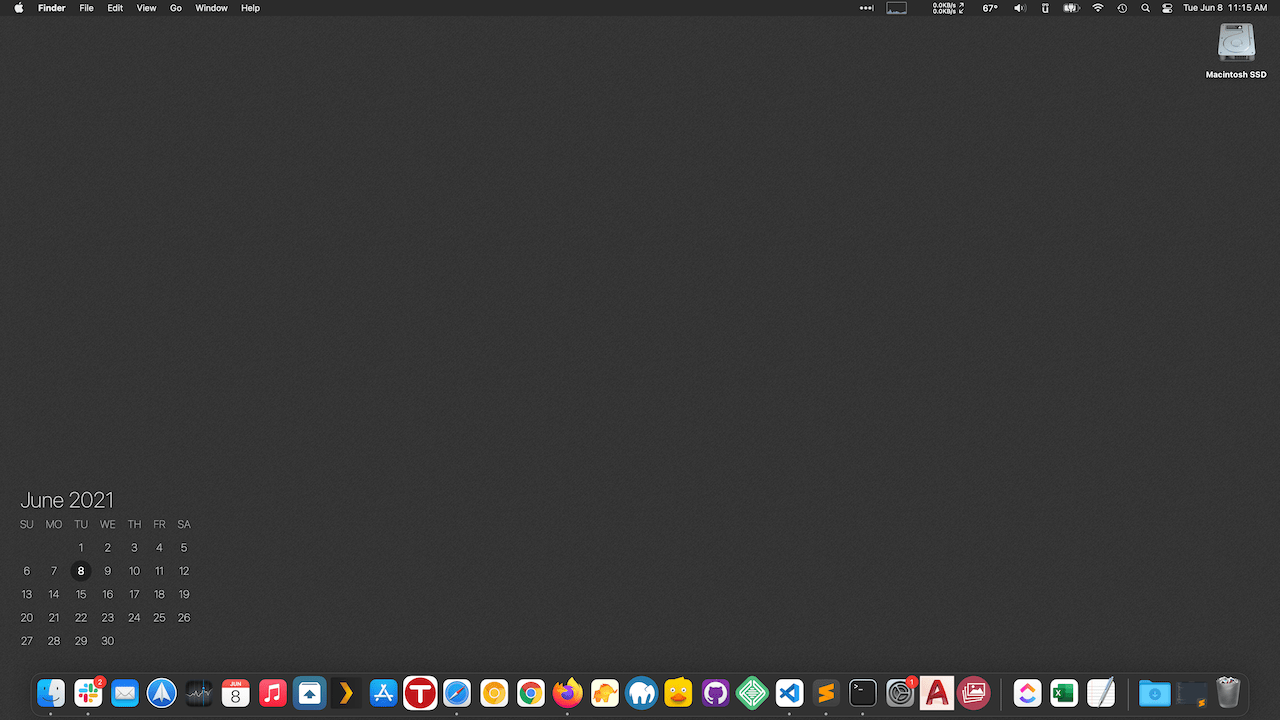 Finder File Edit View Go Window Help 0.0KB/s 67° Tue Jun 8 11:15 AM
0.0KB/s
Macintosh SSD
June 2021
SU MO TU WE TH FR SA
1 2 3 4 5
6 7 8 9 10 11 12
13 14 15 16 17 18 19
20 21 22 23 24 25 26
27 28 29 30
2
JUN
8
1